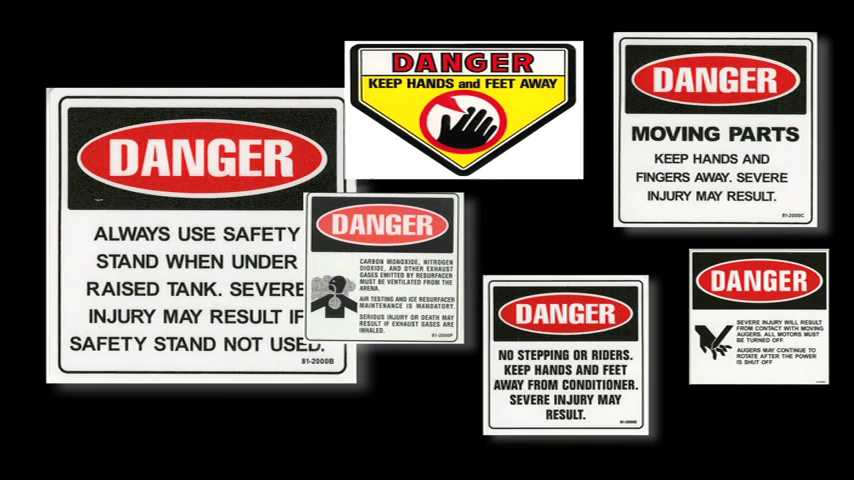 DANGER
ALWAYS USE SAFETY
STAND WHEN UNDER
RAISED TANK. SEVERE
INJURY MAY RESULT IF
SAFETY STAND NOT USED.
81-2000B
DANGER
KEEP HANDS and FEET AWAY
DANGER
MOVING PARTS
KEEP HANDS AND
FINGERS AWAY. SEVERE
INJURY MAY RESULT.
81-2000C
DANGER
CARBON MONOXIDE, NITROGEN
DIOXIDE, AND OTHER EXHAUST
GASES EMITTED BY RESURFACER
MUST BE VENTILATED FROM THE
ARENA.
AIR TESTING AND ICE RESURFACER
MAINTENANCE IS MANDATORY.
SERIOUS INJURY OR DEATH MAY
RESULT IF EXHAUST GASES ARE
INHALED.
81-2000P
DANGER
NO STEPPING OR RIDERS.
KEEP HANDS AND FEET
AWAY FROM CONDITIONER.
SEVERE INJURY MAY
RESULT.
DANGER
SEVERE INJURY WILL RESULT
FROM CONTACT WITH MOVING
AUGERS. ALL MOTORS MUST
BE TURNED OFF.
AUGERS MAY CONTINUE TO
ROTATE AFTER THE POWER
IS SHUT OFF